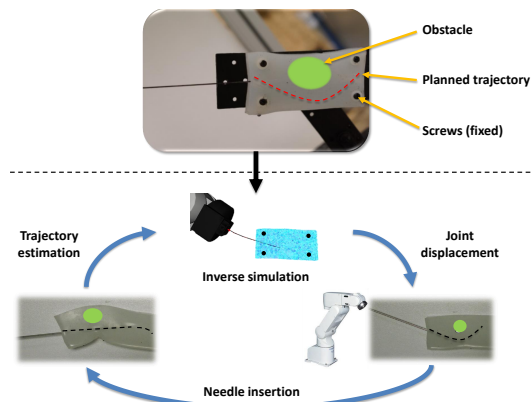 Obstacle
Planned trajectory
Screws (fixed)
Trajectory
estimation
Joint
displacement
Inverse simulation
Needle insertion